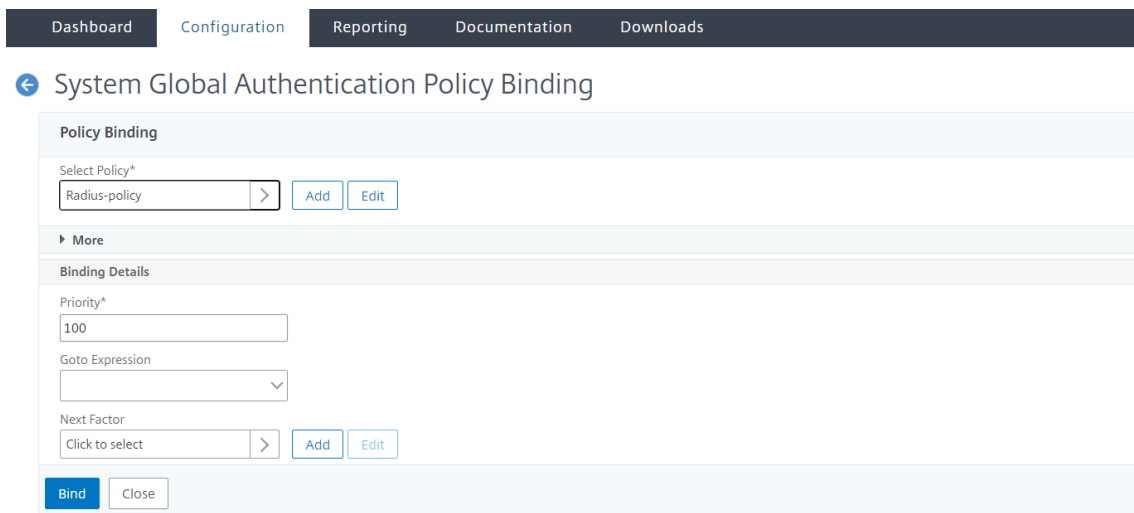 Dashboard Configuration Reporting Documentation Downloads
System Global Authentication Policy Binding
Policy Binding
Select Policy*
Radius-policy Add Edit
More
Binding Details
Priority*
100
Goto Expression
Next Factor
Click to select Add Edit
Bind Close